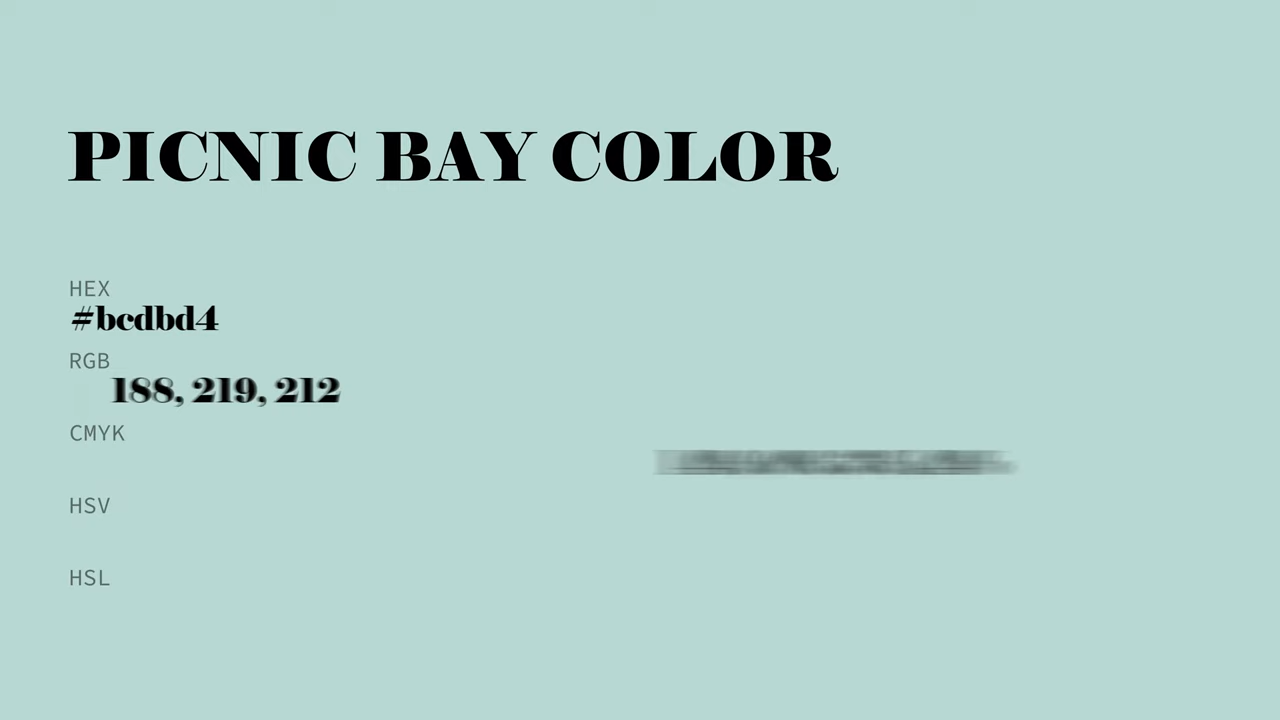 PICNIC BAY COLOR
HEX
#bcdbd4
RGB
188, 219, 212
CMYK
HSV
HSL